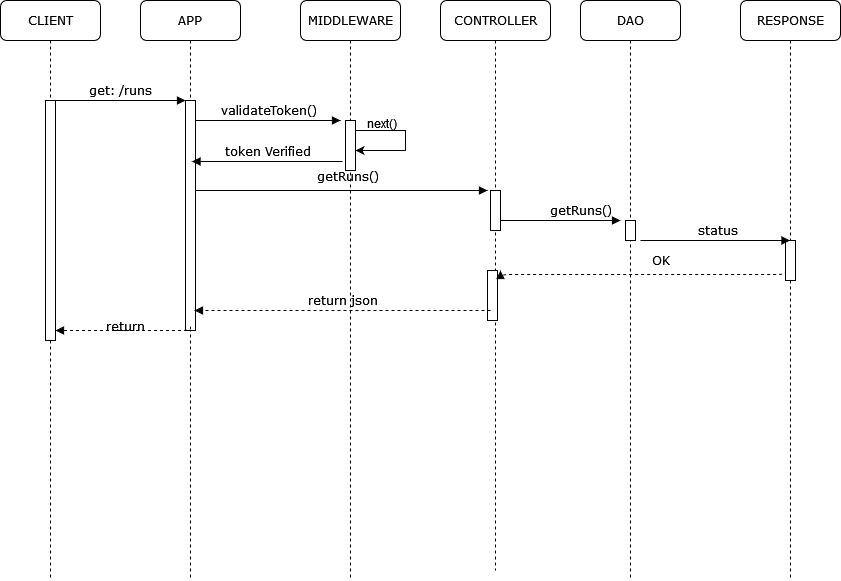 CLIENT
APP
MIDDLEWARE
CONTROLLER
DAO
RESPONSE
get: /runs
validateToken()
next()
token Verified
getRuns()
getRuns()
status
OK
return json
return